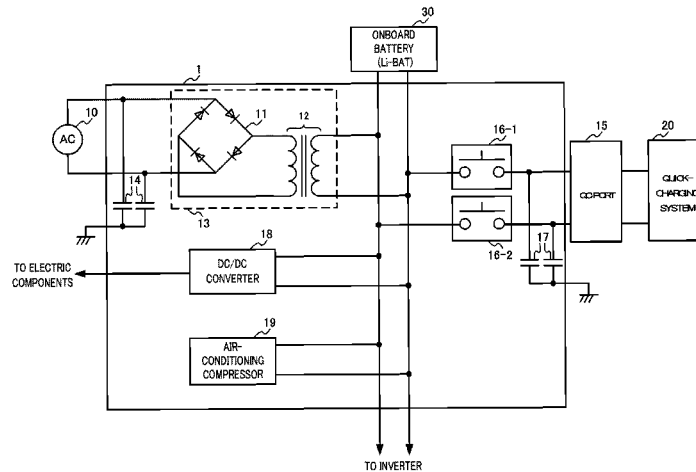 30
ONBOARD
BATTERY
(Li-BAT)
1
10
AC
11
12
13
14
16-1
16-2
15
QC PORT
20
QUICK-
CHARGING
SYSTEM
17
18
DC/DC
CONVERTER
TO ELECTRIC
COMPONENTS
19
AIR-
CONDITIONING
COMPRESSOR
TO INVERTER